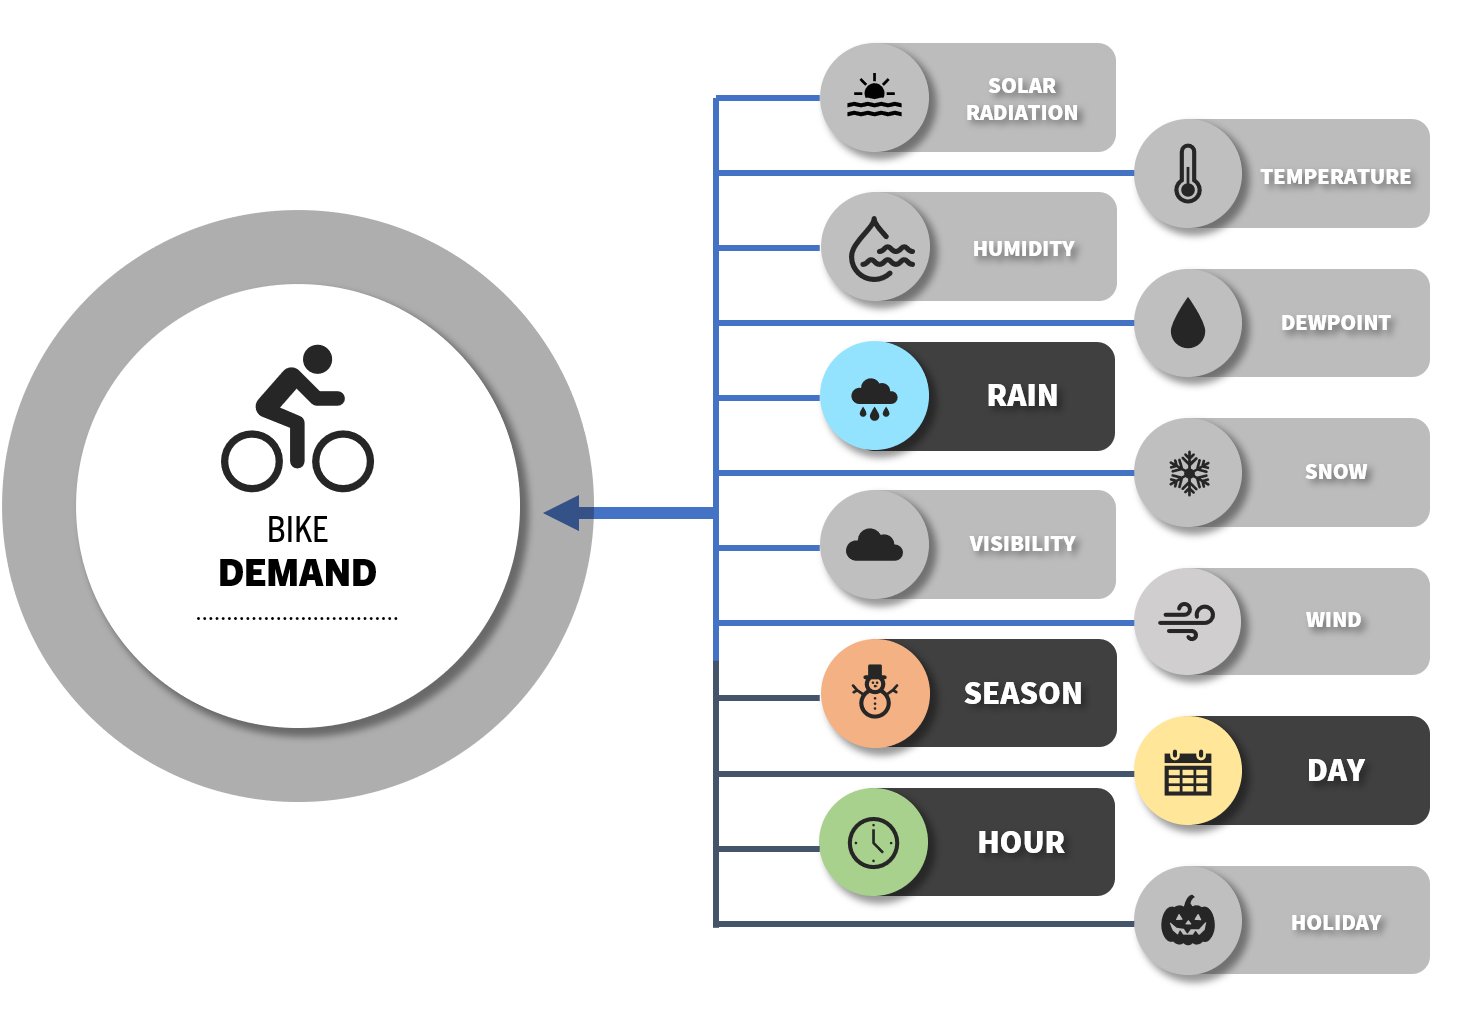 BIKE
DEMAND
SOLAR
RADIATION
TEMPERATURE
HUMIDITY
DEWPOINT
RAIN
SNOW
VISIBILITY
WIND
SEASON
DAY
HOUR
HOLIDAY